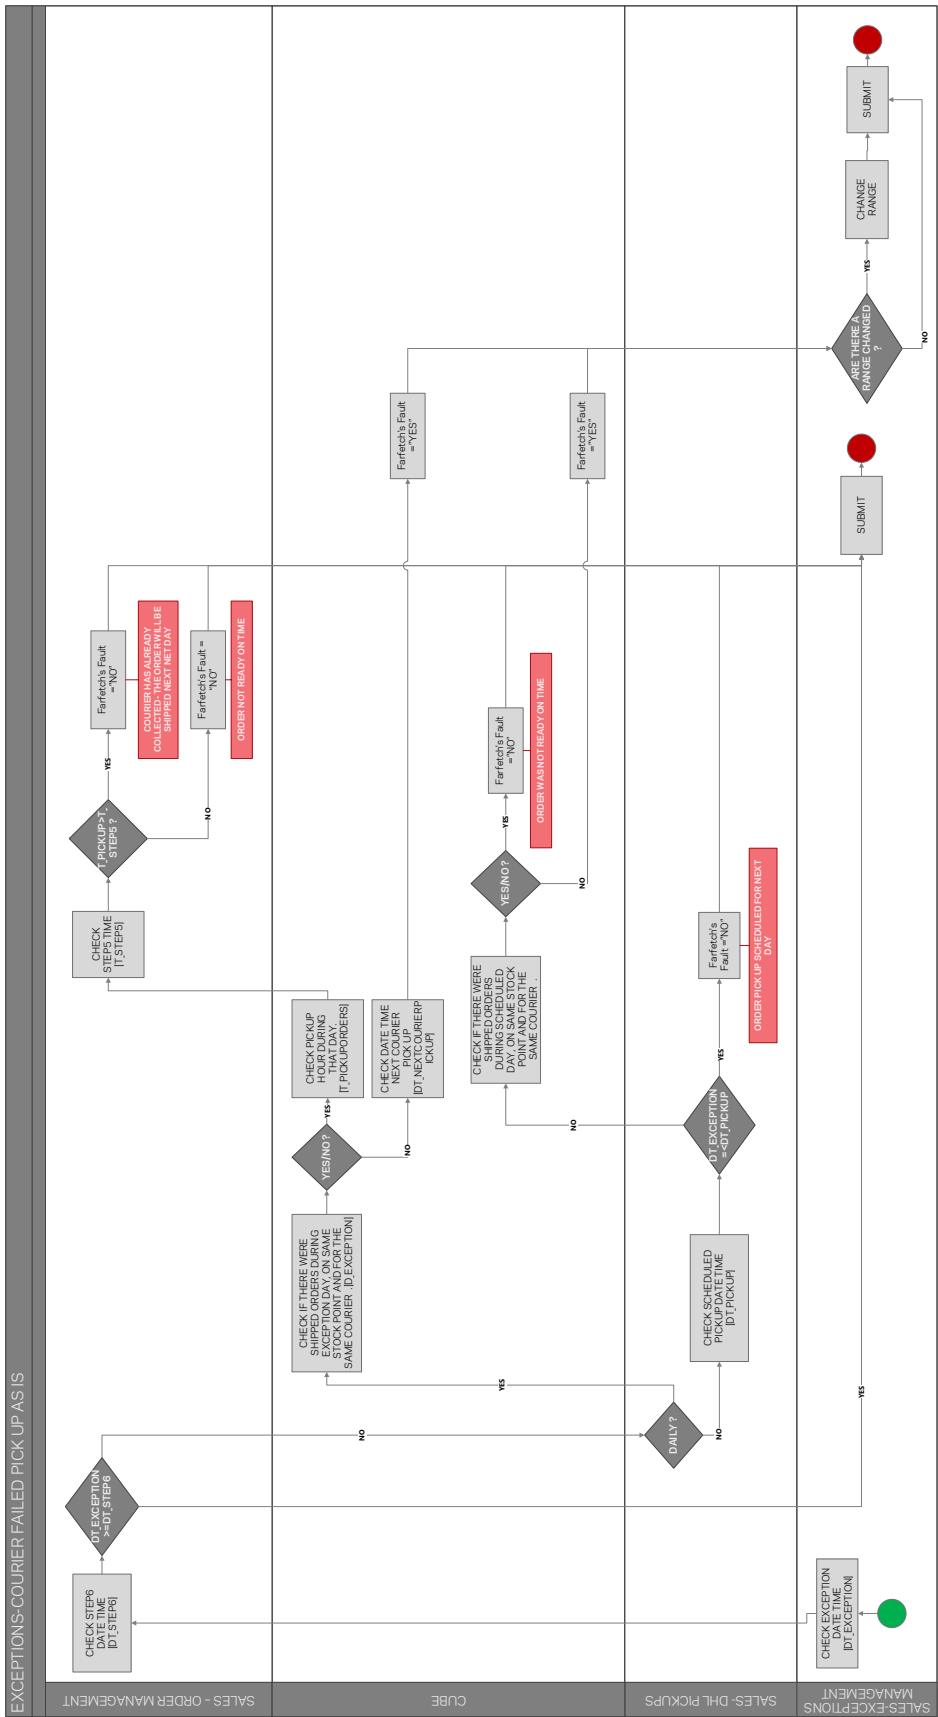 EXCEPTIONS-COURIER FAILED PICK UP AS IS
SALES - ORDER MANAGEMENT
CHECK STEP6
DATE TIME
[DT_STEP6]
DT_EXCEPTION
>=DT_STEP6
NO
YES
CHECK
STEP5 TIME
[T_STEP5]
T_PICKUP>T-
STEP5 ?
YES
NO
Farfetch's Fault
="NO"
COURIER HAS ALREADY
COLLECTED- THE ORDER WILL BE
SHIPPED NEXT NET DAY
Farfetch's Fault =
"NO"
ORDER NOT READY ON TIME
CUBE
CHECK IF THERE WERE
SHIPPED ORDERS DURING
EXCEPTION DAY, ON SAME
STOCK POINT AND FOR THE
SAME COURIER .[D_EXCEPTION]
YES/NO?
YES
NO
CHECK PICKUP
HOUR DURING
THAT DAY.
[T_PICKUPORDERS]
CHECK DATE TIME
NEXT COURIER
PICK UP
[DT_NEXTCOURIERP
ICKUP]
Farfetch's Fault
="YES"
CHECK IF THERE WERE
SHIPPED ORDERS
DURING SCHEDULED
DAY, ON SAME STOCK
POINT AND FOR THE
SAME COURIER .
YES/NO?
YES
NO
Farfetch's Fault
="NO"
ORDER WAS NOT READY ON TIME
Farfetch's Fault
="YES"
SALES- DHL PICKUPS
DAILY ?
YES
NO
CHECK SCHEDULED
PICKUP DATE TIME
[DT_PICKUP]
DT_EXCEPTION
=<DT_PICKUP
NO
YES
Farfetch's
Fault ="NO"
ORDER PICK UP SCHEDULED FOR NEXT
DAY
SALES-EXCEPTIONS
MANAGEMENT
CHECK EXCEPTION
DATE TIME
[DT_EXCEPTION]
SUBMIT
ARE THERE A
RANGE CHANGED
?
YES
NO
CHANGE
RANGE
SUBMIT